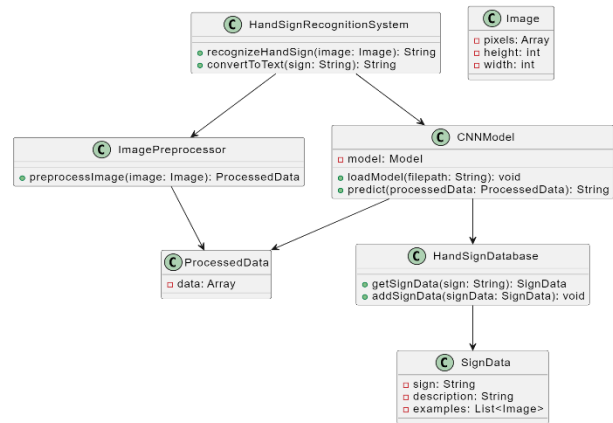 C HandSignRecognitionSystem
recognizeHandSign(image: Image): String
convertToText(sign: String): String
C Image
pixels: Array
height: int
width: int
C ImagePreprocessor
preprocessImage(image: Image): ProcessedData
C CNNModel
model: Model
loadModel(filepath: String): void
predict(processedData: ProcessedData): String
C ProcessedData
data: Array
C HandSignDatabase
getSignData(sign: String): SignData
addSignData(signData: SignData): void
C SignData
sign: String
description: String
examples: List<Image>